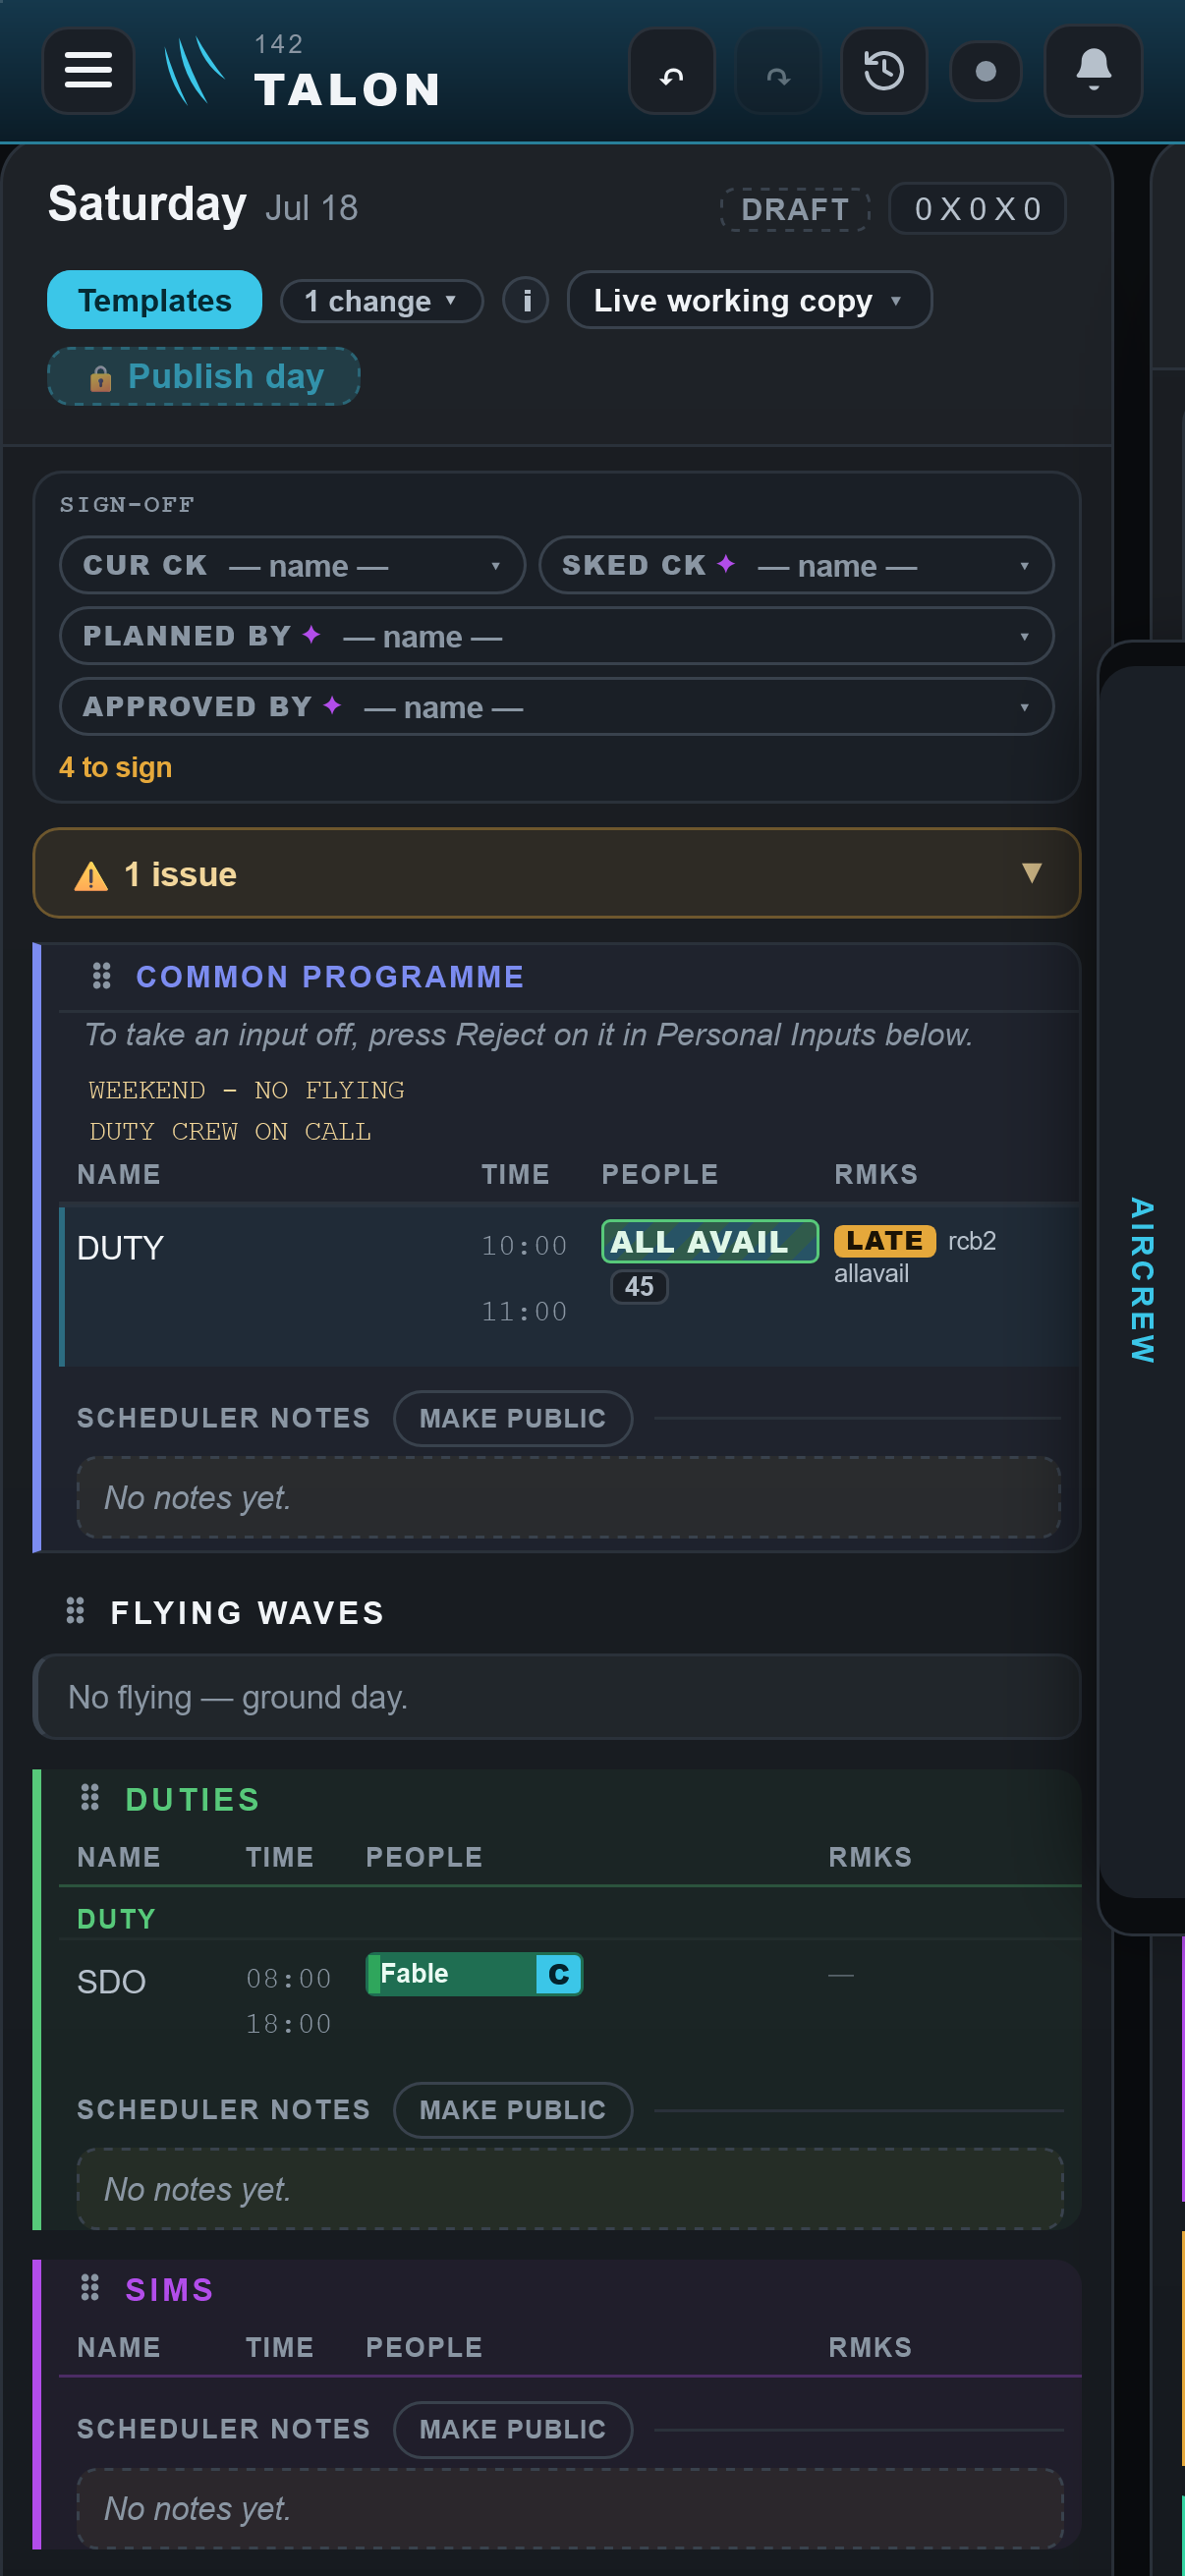 142
TALON
Saturday Jul 18 DRAFT 0 X 0 X 0
Templates 1 change ▾ i Live working copy ▾
Publish day
SIGN-OFF
CUR CK — name — ▾ SKED CK ✦ — name — ▾
PLANNED BY ✦ — name — ▾
APPROVED BY ✦ — name — ▾
4 to sign
1 issue ▼
COMMON PROGRAMME
To take an input off, press Reject on it in Personal Inputs below.
WEEKEND - NO FLYING
DUTY CREW ON CALL
NAME TIME PEOPLE RMKS
DUTY 10:00 ALL AVAIL LATE rcb2
45 allavail
11:00
SCHEDULER NOTES MAKE PUBLIC
No notes yet.
AIRCREW
FLYING WAVES
No flying — ground day.
DUTIES
NAME TIME PEOPLE RMKS
DUTY
SDO 08:00 Fable C —
18:00
SCHEDULER NOTES MAKE PUBLIC
No notes yet.
SIMS
NAME TIME PEOPLE RMKS
SCHEDULER NOTES MAKE PUBLIC
No notes yet.